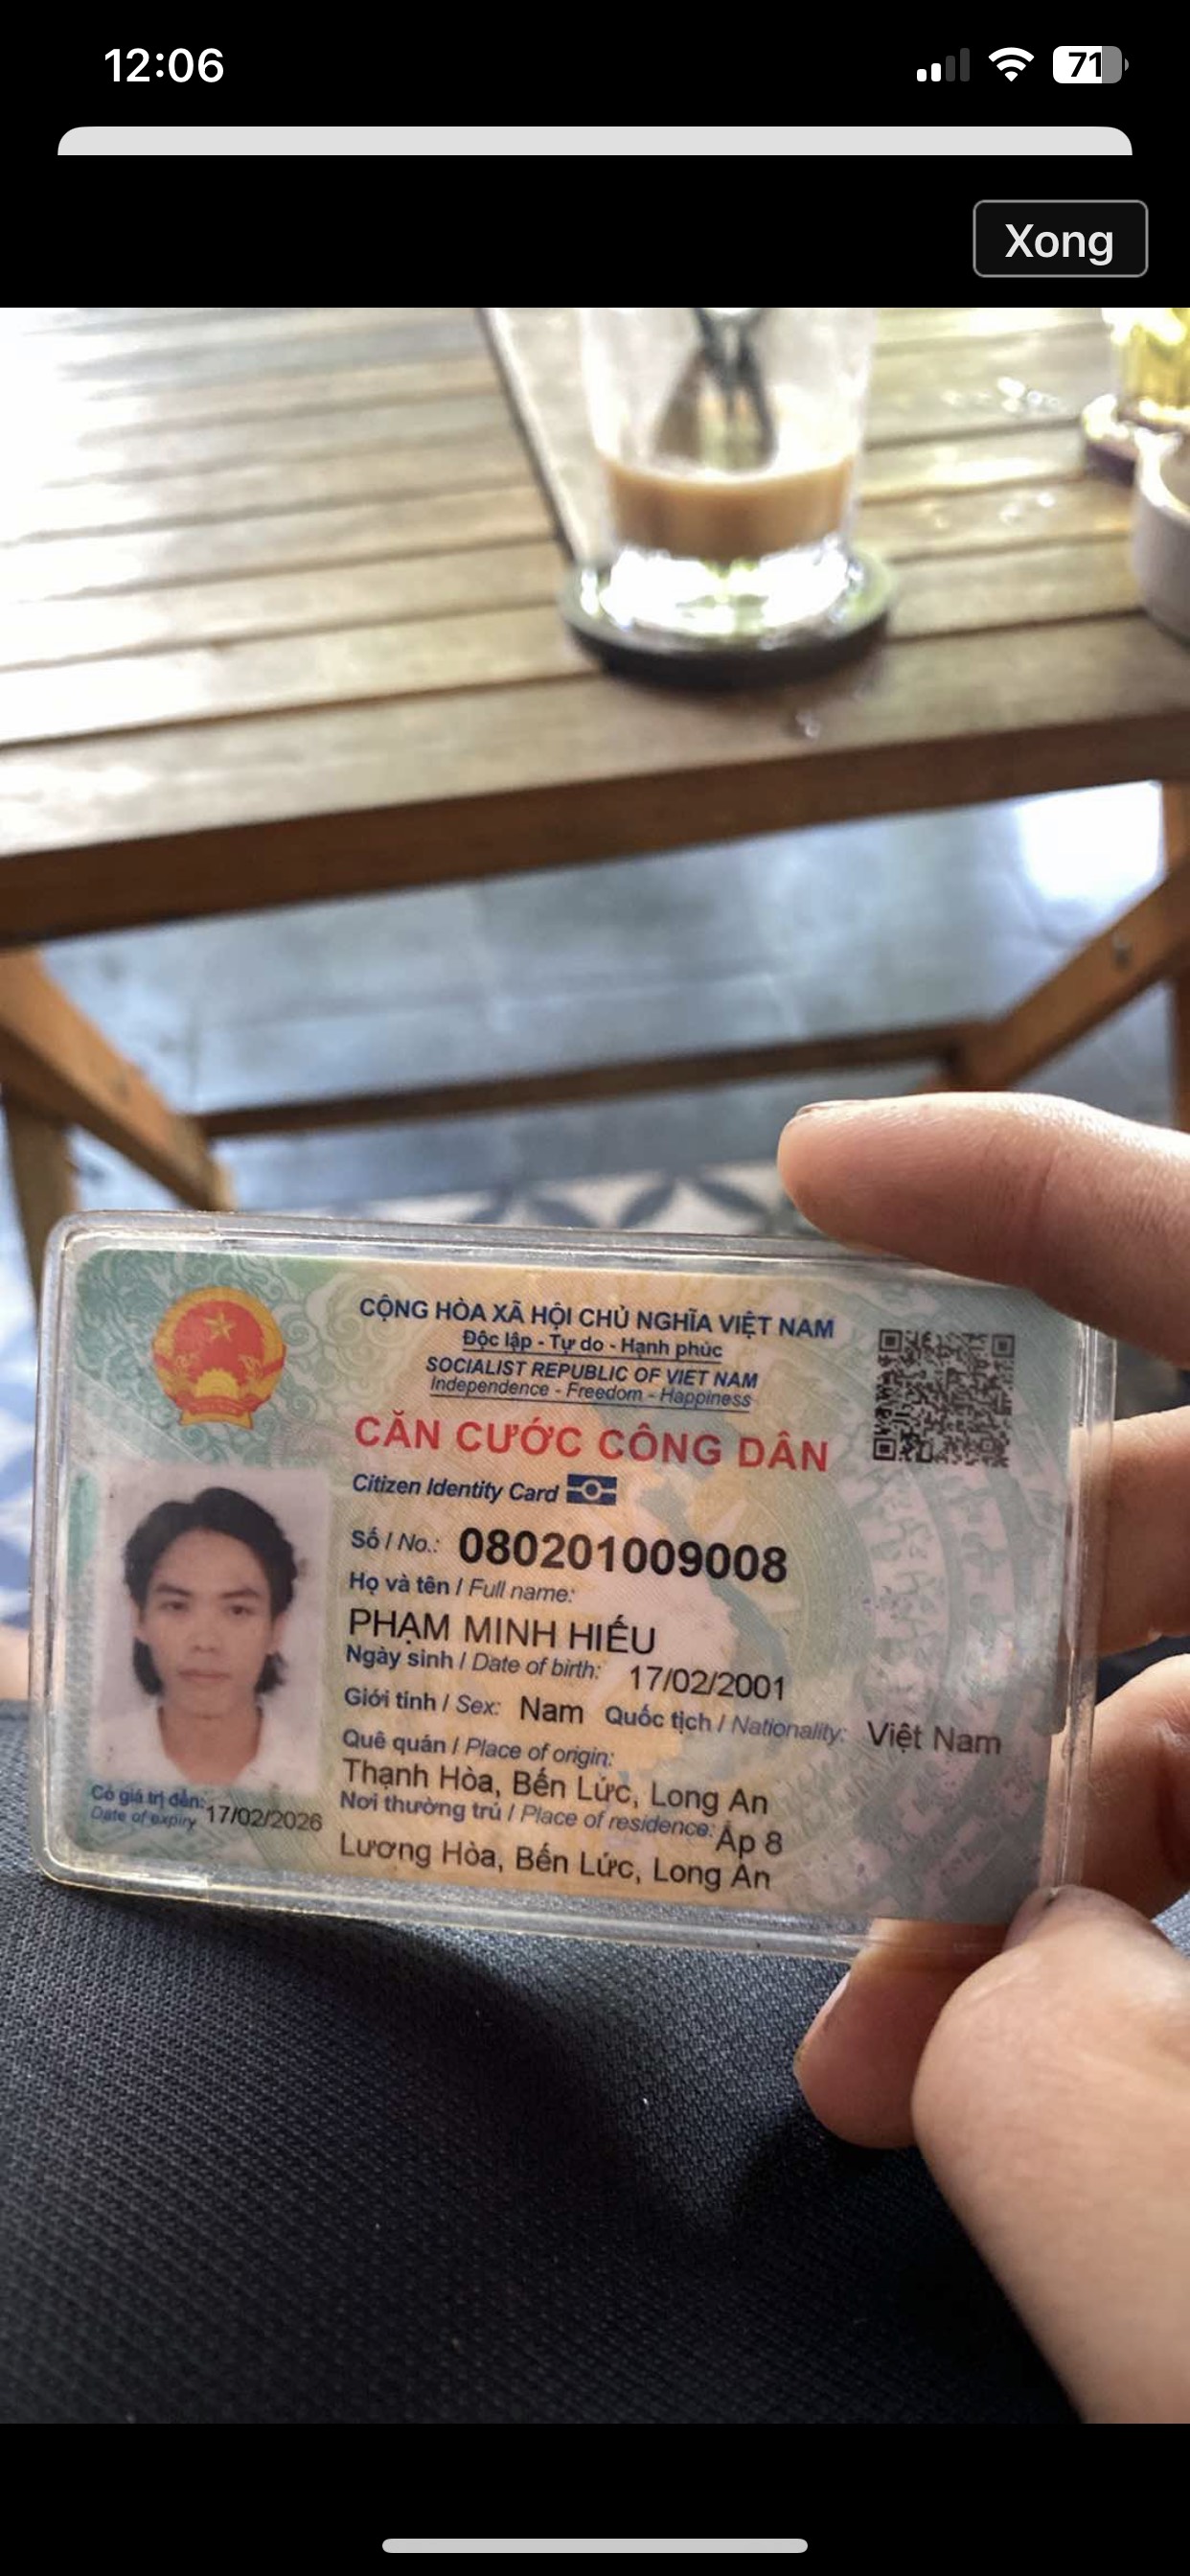 12:06
71
Xong
CỘNG HÒA XÃ HỘI CHỦ NGHĨA VIỆT NAM
Độc lập - Tự do - Hạnh phúc
SOCIALIST REPUBLIC OF VIET NAM
Independence - Freedom - Happiness
CĂN CƯỚC CÔNG DÂN
Citizen Identity Card
Số / No.: 080201009008
Họ và tên / Full name:
PHẠM MINH HIẾU
Ngày sinh / Date of birth: 17/02/2001
Giới tính / Sex: Nam Quốc tịch / Nationality: Việt Nam
Quê quán / Place of origin:
Thạnh Hòa, Bến Lức, Long An
Nơi thường trú / Place of residence: Ấp 8
Lương Hòa, Bến Lức, Long An
Có giá trị đến: 17/02/2026
Date of expiry